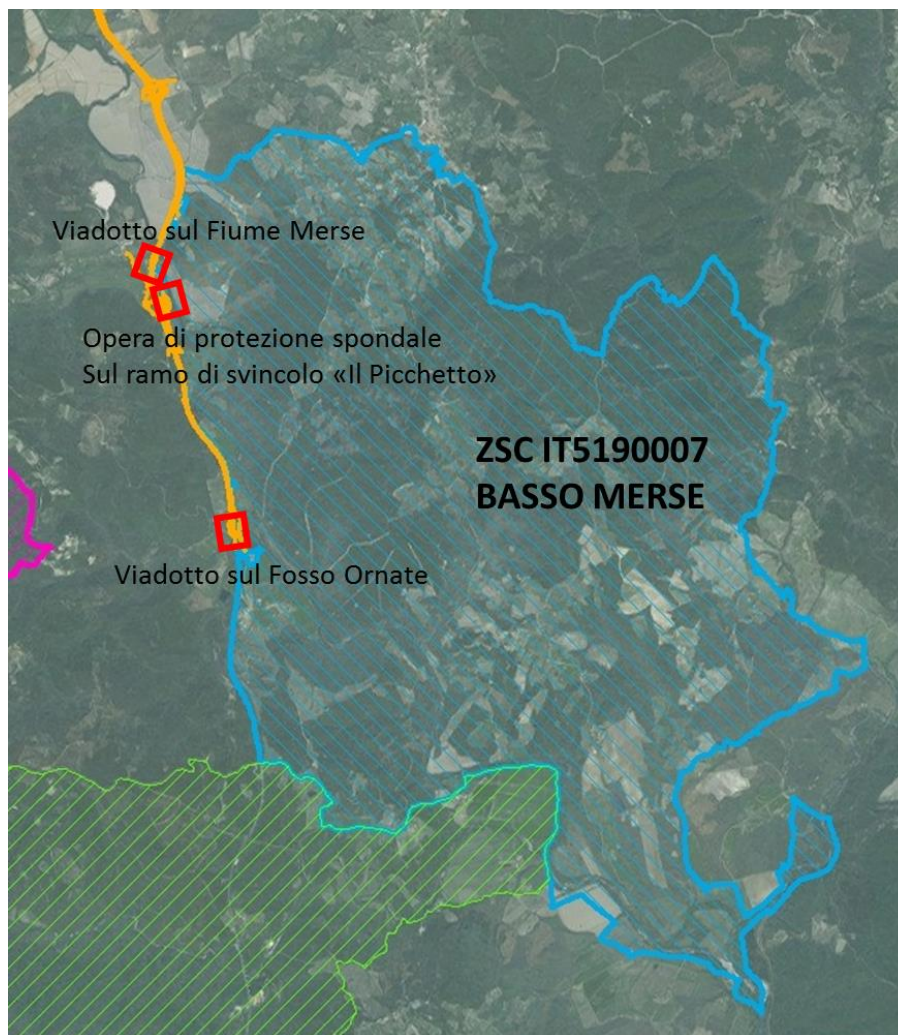 Viadotto sul Fiume Merse
Opera di protezione spondale
Sul ramo di svincolo «Il Picchetto»
ZSC IT5190007
BASSO MERSE
Viadotto sul Fosso Ornate